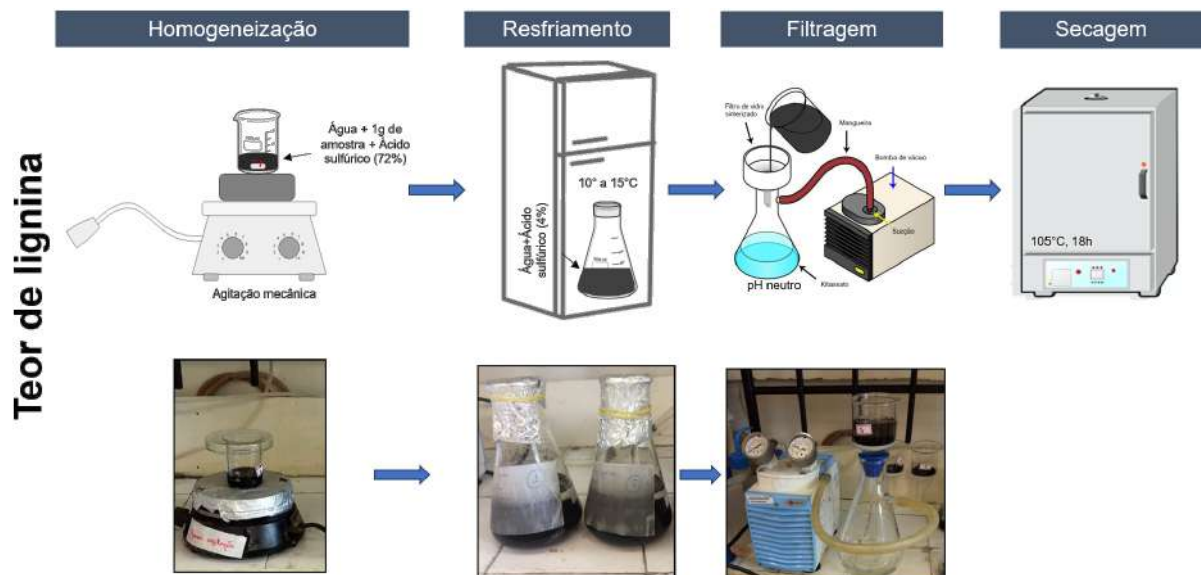 Homogeneização
Resfriamento
Filtragem
Secagem
Teor de lignina
Água + 1g de
amostra + Ácido
sulfúrico (72%)
Agitação mecânica
10° a 15°C
Água+Ácido
sulfúrico (4%)
Filtro de vidro
sinterizado
Mangueira
Bomba de vácuo
Sucção
Kitassato
pH neutro
105°C, 18h